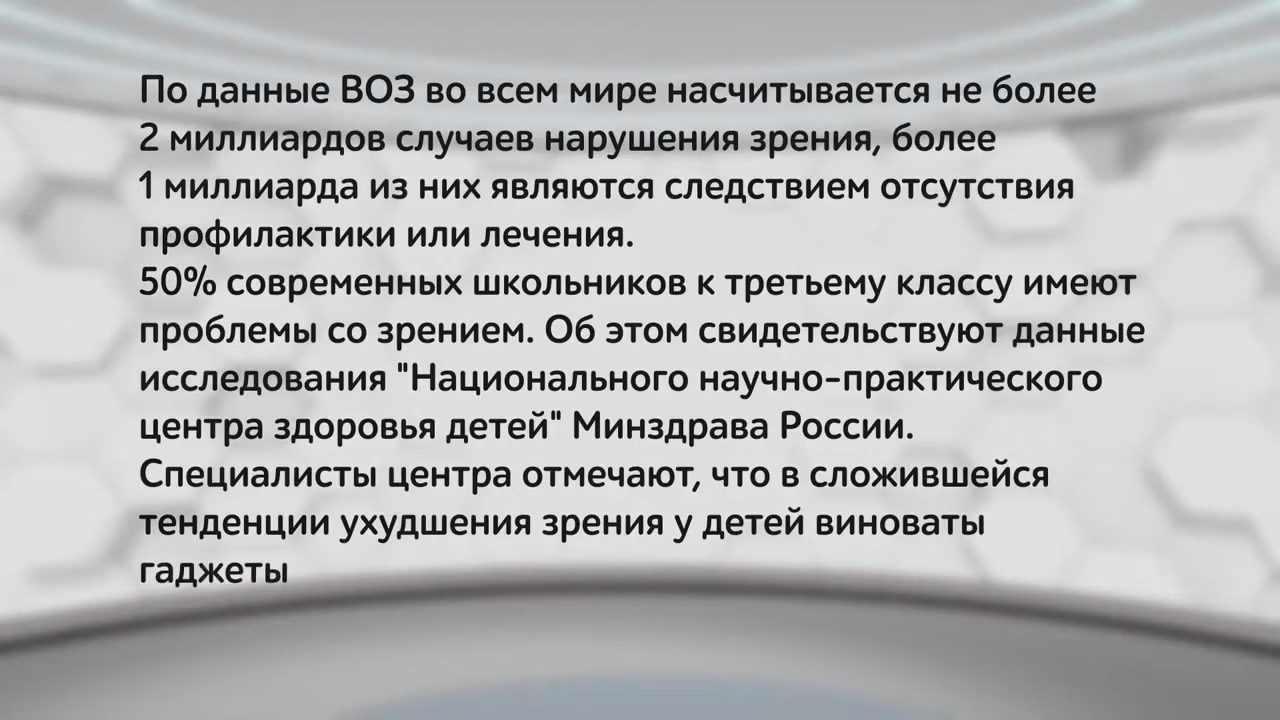 По данные ВОЗ во всем мире насчитывается не более
2 миллиардов случаев нарушения зрения, более
1 миллиарда из них являются следствием отсутствия
профилактики или лечения.
50% современных школьников к третьему классу имеют
проблемы со зрением. Об этом свидетельствуют данные
исследования "Национального научно-практического
центра здоровья детей" Минздрава России.
Специалисты центра отмечают, что в сложившейся
тенденции ухудшения зрения у детей виноваты
гаджеты